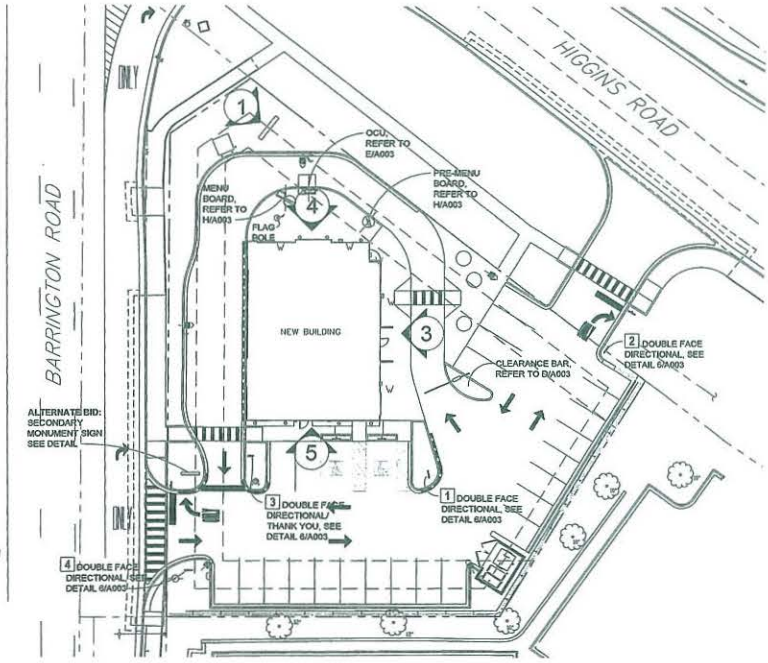 ONLY
HIGGINS ROAD
1
OCU,
REFER TO
E/A003
PRE-MENU
BOARD,
REFER TO
H/A003
MENU
BOARD,
REFER TO
H/A003
4
FLAG
POLE
BARRINGTON ROAD
NEW BUILDING
3
2 DOUBLE FACE
DIRECTIONAL, SEE
DETAIL 6/A003
CLEARANCE BAR,
REFER TO D/A003
ALTERNATE BID:
SECONDARY
MONUMENT SIGN
SEE DETAIL
5
1 DOUBLE FACE
DIRECTIONAL, SEE
DETAIL 6/A003
3 DOUBLE FACE
DIRECTIONAL/
THANK YOU, SEE
DETAIL 6/A003
ONLY
4 DOUBLE FACE
DIRECTIONAL, SEE
DETAIL 6/A003